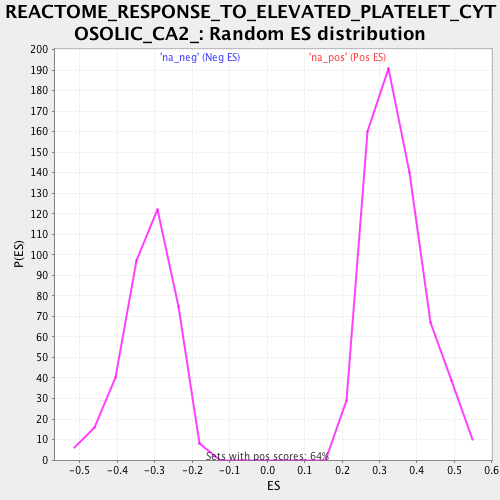 REACTOME_RESPONSE_TO_ELEVATED_PLATELET_CYT
OSOLIC_CA2_: Random ES distribution
'na_neg' (Neg ES)
'na_pos' (Pos ES)
200
190
180
170
160
150
140
130
120
110
100
90
80
70
60
50
40
30
20
10
0
P(ES)
Sets with pos scores: 64%
-0.5 -0.4 -0.3 -0.2 -0.1 0.0 0.1 0.2 0.3 0.4 0.5 0.6
ES